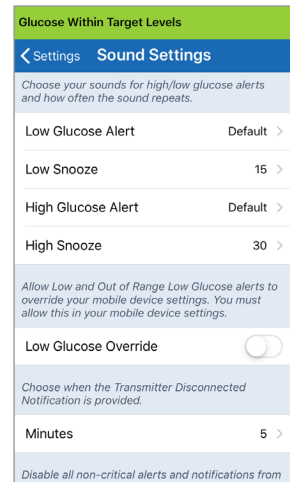 Glucose Within Target Levels
Settings Sound Settings
Choose your sounds for high/low glucose alerts
and how often the sound repeats.
Low Glucose Alert Default
Low Snooze 15
High Glucose Alert Default
High Snooze 30
Allow Low and Out of Range Low Glucose alerts to
override your mobile device settings. You must
allow this in your mobile device settings.
Low Glucose Override
Choose when the Transmitter Disconnected
Notification is provided.
Minutes 5
Disable all non-critical alerts and notifications from